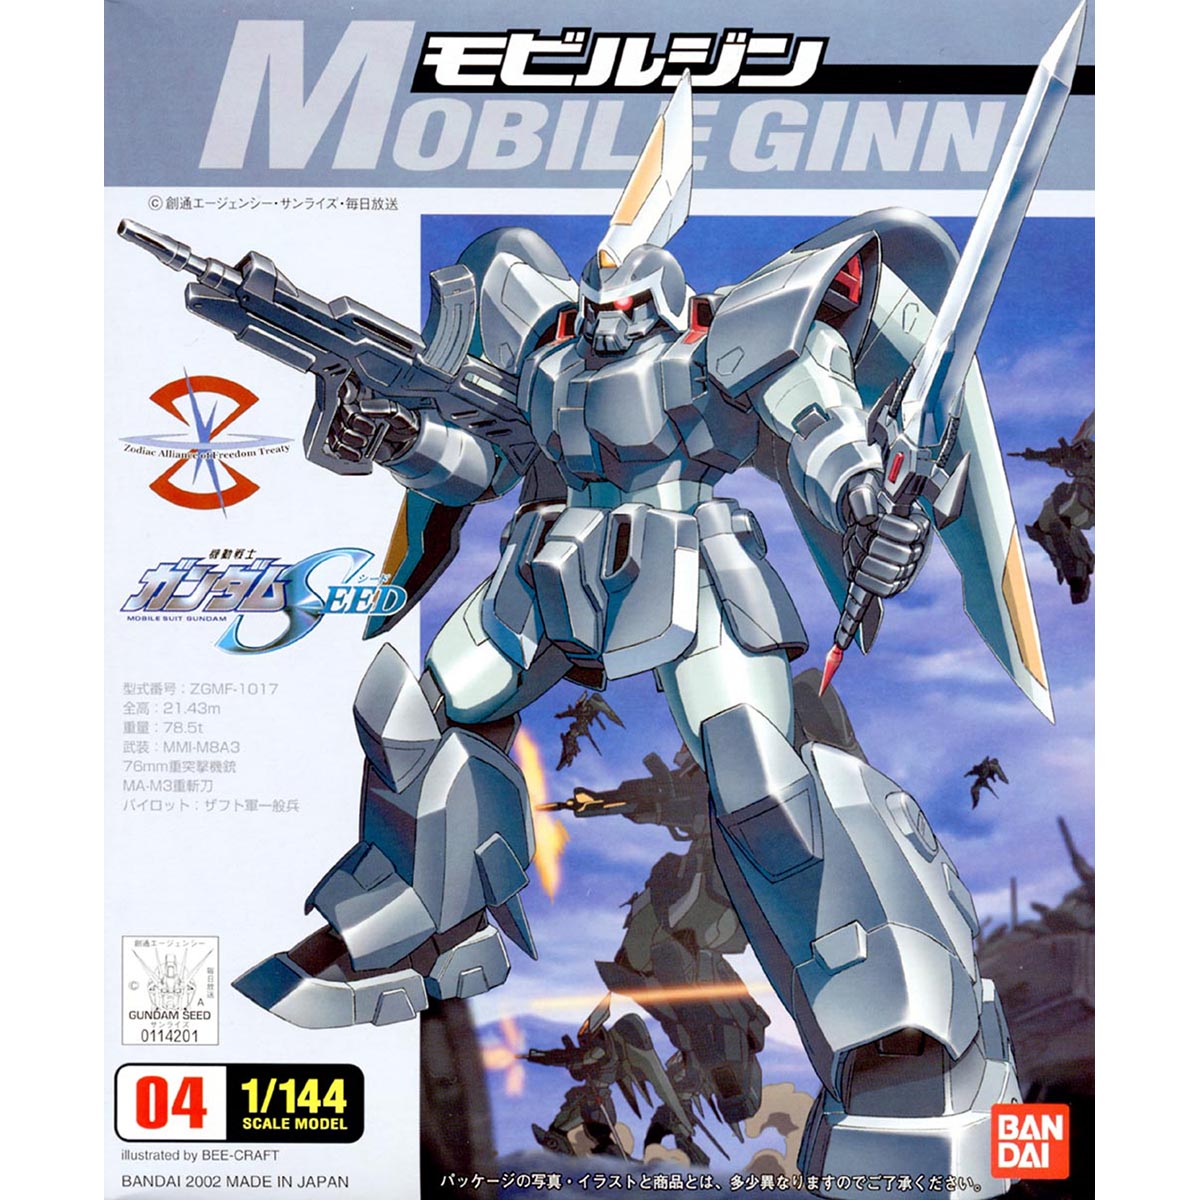 モビルジン
MOBILE GINN
©創通エージェンシー・サンライズ・毎日放送
Zodiac Alliance of Freedom Treaty
機動戦士
ガンダムSEED
シード
MOBILE SUIT GUNDAM
型式番号：ZGMF-1017
全高：21.43m
重量：78.5t
武装：MMI-M8A3
76mm重突撃機銃
MA-M3重斬刀
パイロット：ザフト軍一般兵
創通エージェンシー
毎日放送
© A
GUNDAM SEED
サンライズ
0114201
04 1/144
SCALE MODEL
illustrated by BEE-CRAFT
BANDAI 2002 MADE IN JAPAN
パッケージの写真・イラストと商品とは、多少異なりますのでご了承ください。
BAN
DAI